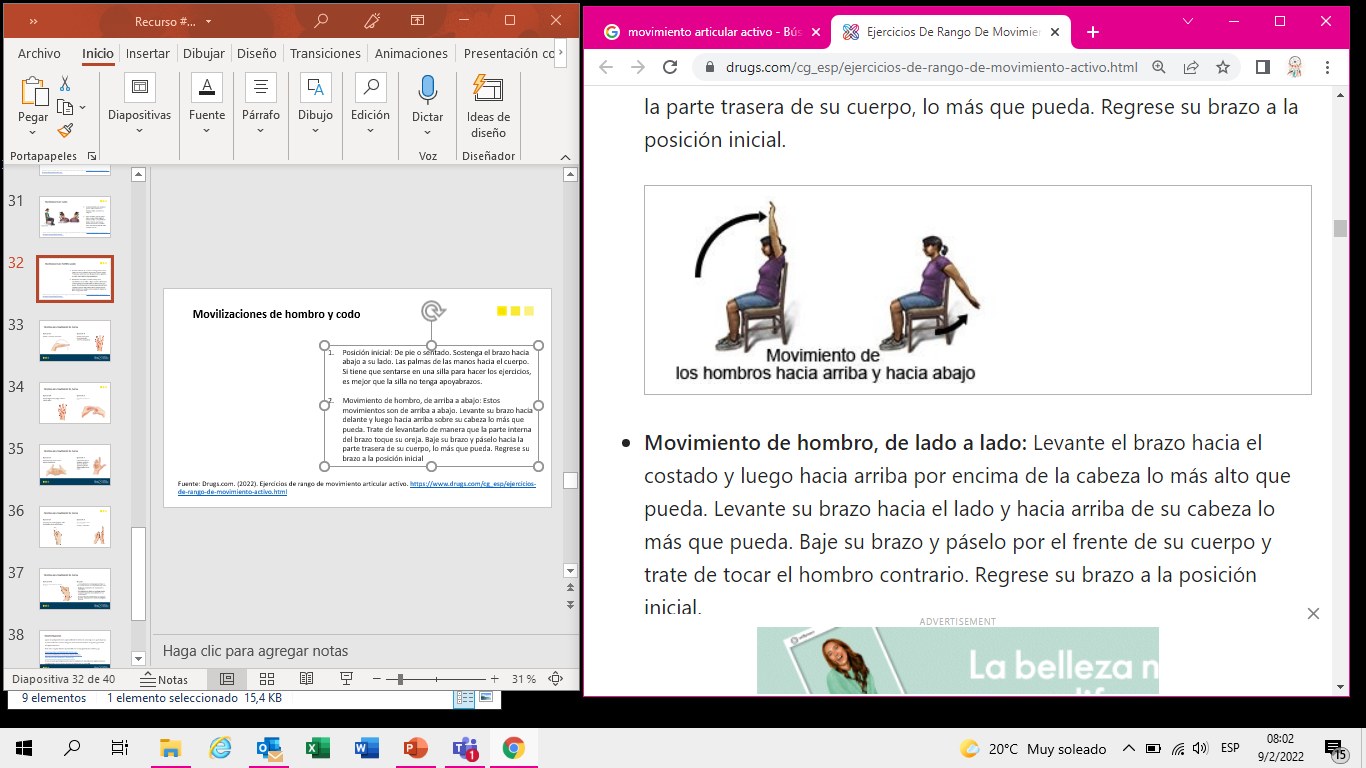 Recurso #...
Archivo
Inicio
Insertar
Dibujar
Diseño
Transiciones
Animaciones
Presentación co
Pegar
Diapositivas
Fuente
Párrafo
Dibujo
Edición
Dictar
Ideas de
diseño
Portapapeles
Voz
Diseñador
31
32
33
34
35
36
37
38
Movilizaciones de hombro y codo
1. Posición inicial: De pie o sentado. Sostenga el brazo hacia
abajo a su lado. Las palmas de las manos hacia el cuerpo.
Si tiene que sentarse en una silla para hacer los ejercicios,
es mejor que la silla no tenga apoyabrazos.
2. Movimiento de hombro, de arriba a abajo: Estos
movimientos son de arriba a abajo. Levante su brazo hacia
delante y luego hacia arriba sobre su cabeza lo más que
pueda. Trate de levantarlo de manera que la parte interna
del brazo toque su oreja. Baje su brazo y páselo hacia la
parte trasera de su cuerpo, lo más que pueda. Regrese su
brazo a la posición inicial
Fuente: Drugs.com. (2022). Ejercicios de rango de movimiento articular activo. https://www.drugs.com/cg_esp/ejercicios-
de-rango-de-movimiento-activo.html
Haga clic para agregar notas
Diapositiva 32 de 40
Notas
31 %
9 elementos
1 elemento seleccionado 15,4 KB
movimiento articular activo - Bús
Ejercicios De Rango De Movimier
drugs.com/cg_esp/ejercicios-de-rango-de-movimiento-activo.html
la parte trasera de su cuerpo, lo más que pueda. Regrese su brazo a la
posición inicial.
Movimiento de
los hombros hacia arriba y hacia abajo
Movimiento de hombro, de lado a lado: Levante el brazo hacia el
costado y luego hacia arriba por encima de la cabeza lo más alto que
pueda. Levante su brazo hacia el lado y hacia arriba de su cabeza lo
más que pueda. Baje su brazo y páselo por el frente de su cuerpo y
trate de tocar el hombro contrario. Regrese su brazo a la posición
inicial.
ADVERTISEMENT
La belleza n
20°C Muy soleado
ESP
08:02
9/2/2022
15
1